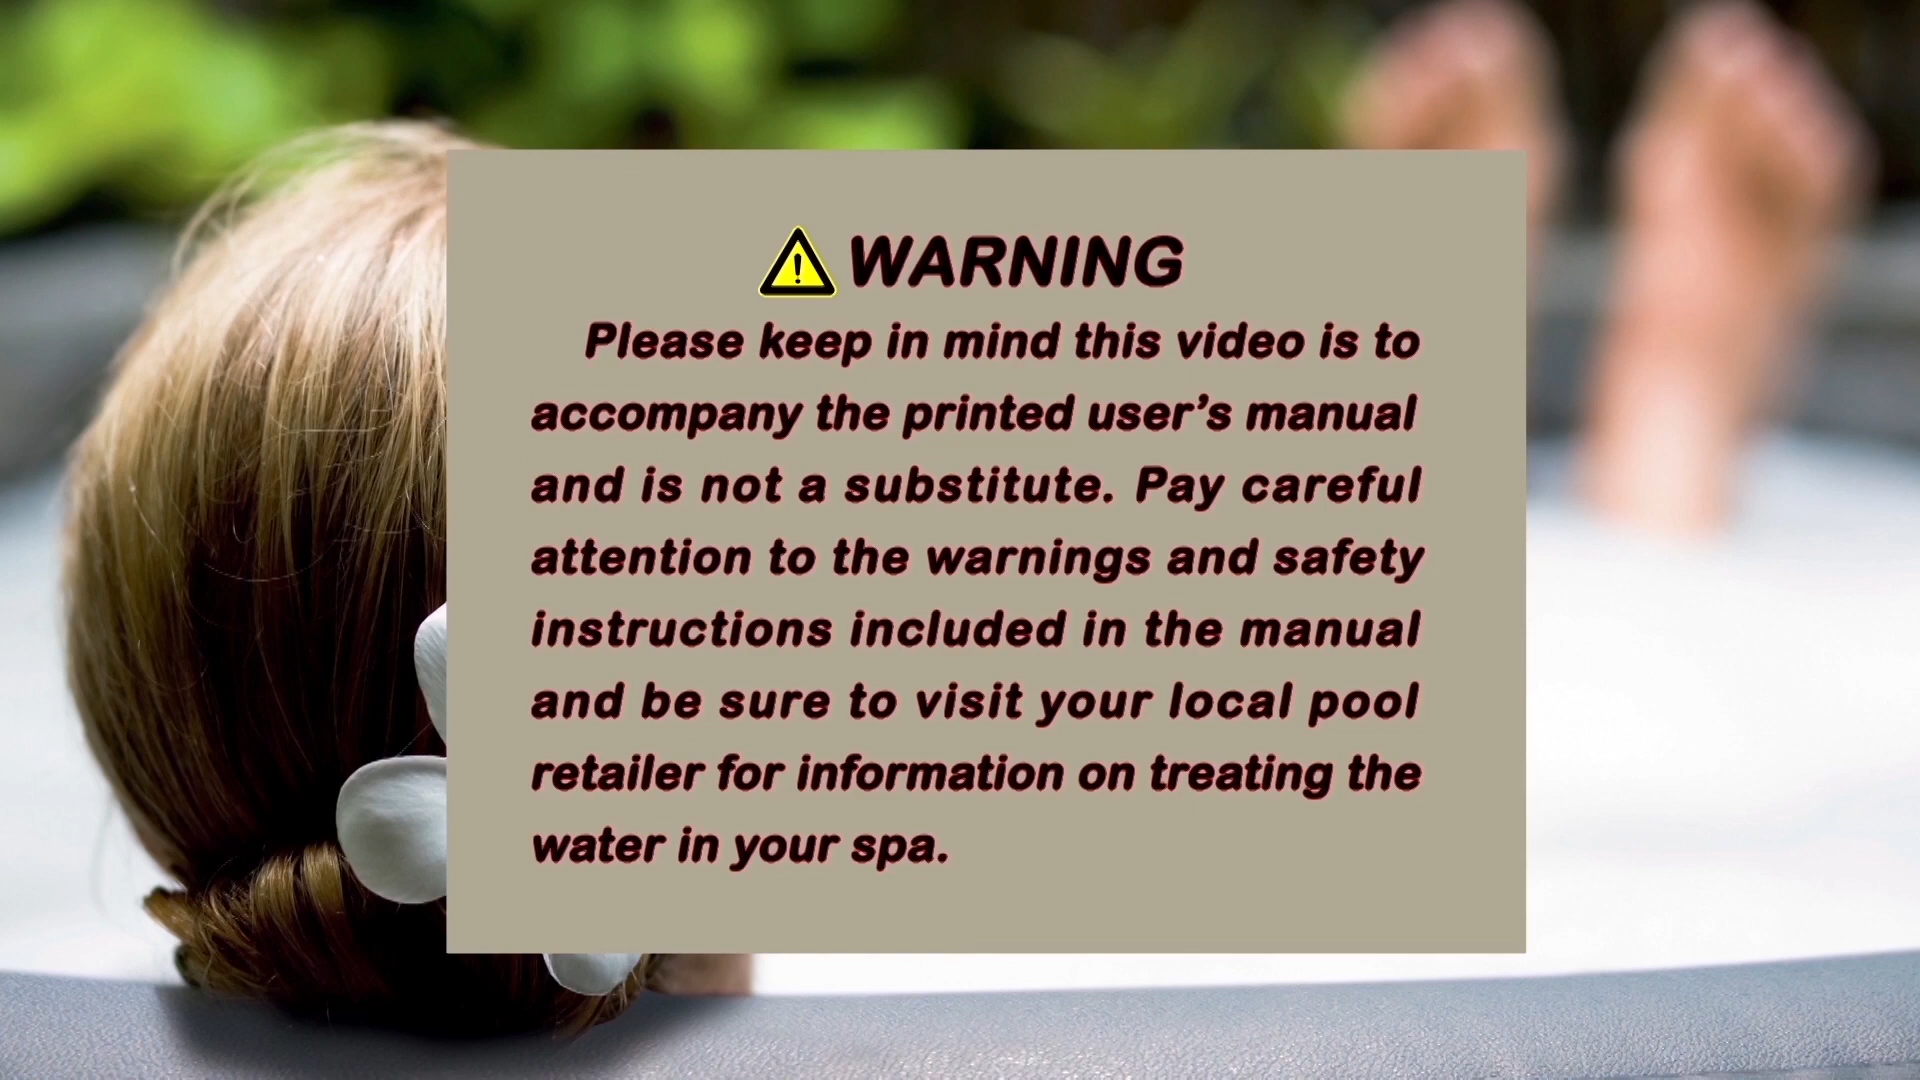 WARNING
Please keep in mind this video is to
accompany the printed user’s manual
and is not a substitute. Pay careful
attention to the warnings and safety
instructions included in the manual
and be sure to visit your local pool
retailer for information on treating the
water in your spa.